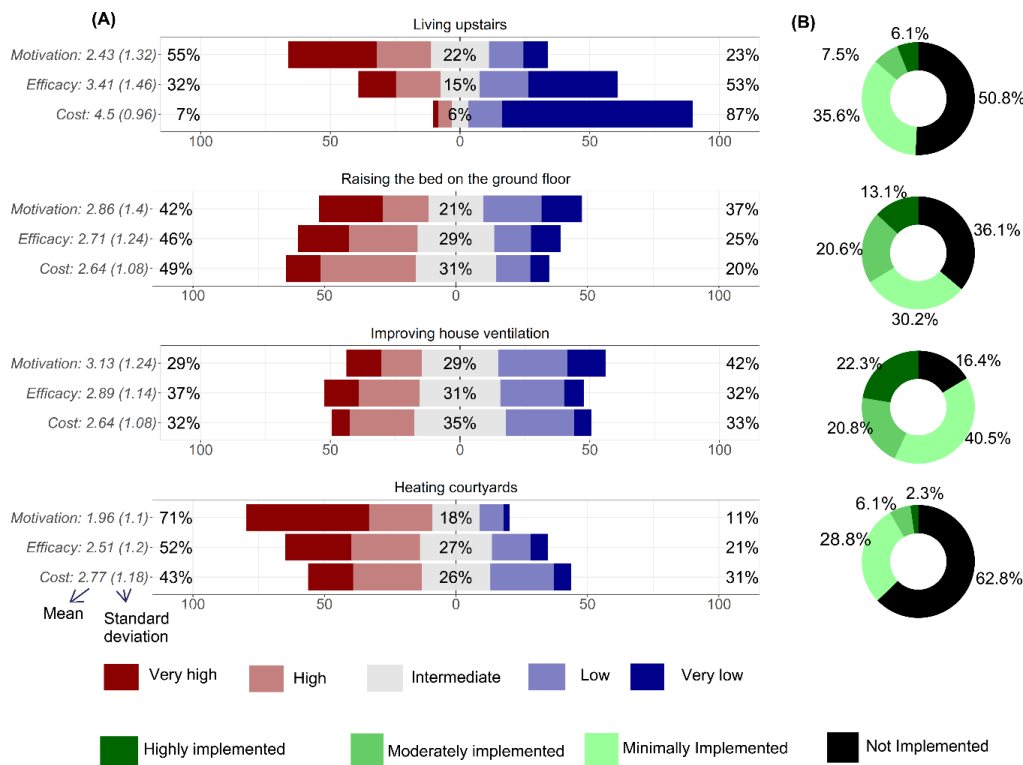 (A)
(B)
Living upstairs
Motivation: 2.43 (1.32) 55% 22% 23%
Efficacy: 3.41 (1.46) 32% 15% 53%
Cost: 4.5 (0.96) 7% 6% 87%
100 50 0 50 100
6.1%
7.5%
50.8%
35.6%
Raising the bed on the ground floor
Motivation: 2.86 (1.4) 42% 21% 37%
Efficacy: 2.71 (1.24) 46% 29% 25%
Cost: 2.64 (1.08) 49% 31% 20%
100 50 0 50 100
13.1%
36.1%
20.6%
30.2%
Improving house ventilation
Motivation: 3.13 (1.24) 29% 29% 42%
Efficacy: 2.89 (1.14) 37% 31% 32%
Cost: 2.64 (1.08) 32% 35% 33%
100 50 0 50 100
22.3%
16.4%
20.8%
40.5%
Heating courtyards
Motivation: 1.96 (1.1) 71% 18% 11%
Efficacy: 2.51 (1.2) 52% 27% 21%
Cost: 2.77 (1.18) 43% 26% 31%
100 50 0 50 100
2.3%
6.1%
28.8%
62.8%
Mean
Standard
deviation
Very high High Intermediate Low Very low
Highly implemented Moderately implemented Minimally Implemented Not Implemented